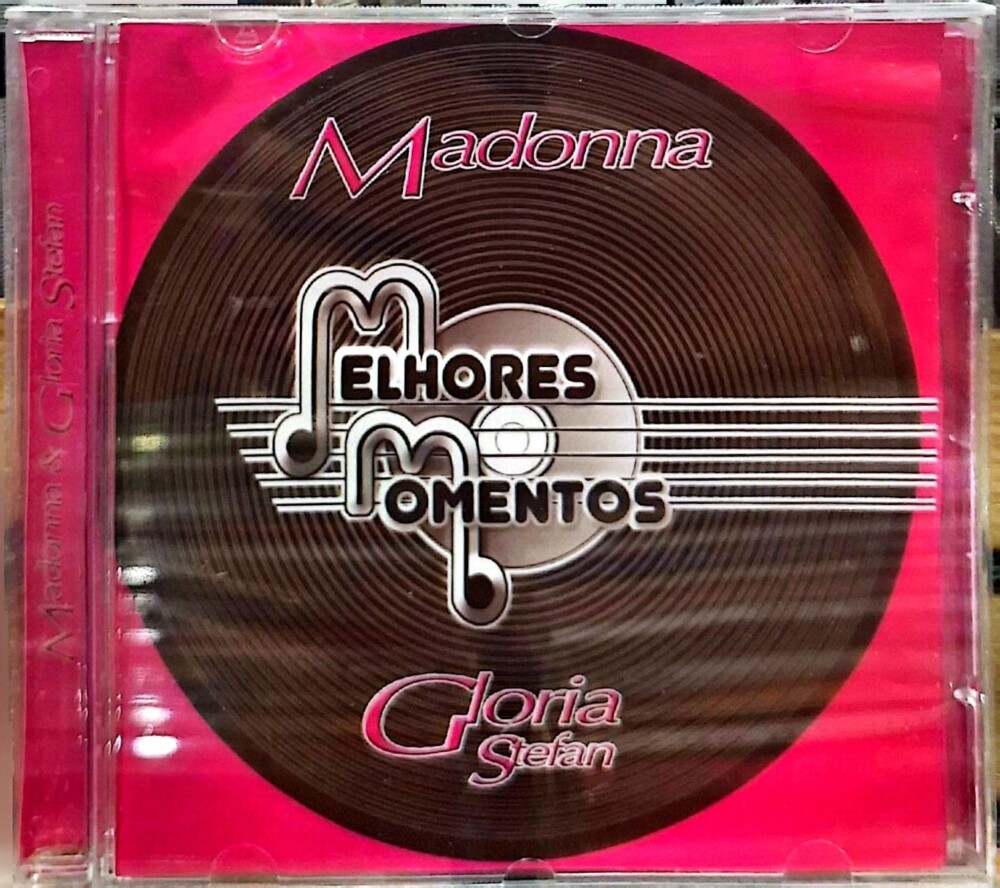 Madonna
MELHORES
MOMENTOS
Gloria
Stefan
Madonna & Gloria Stefan